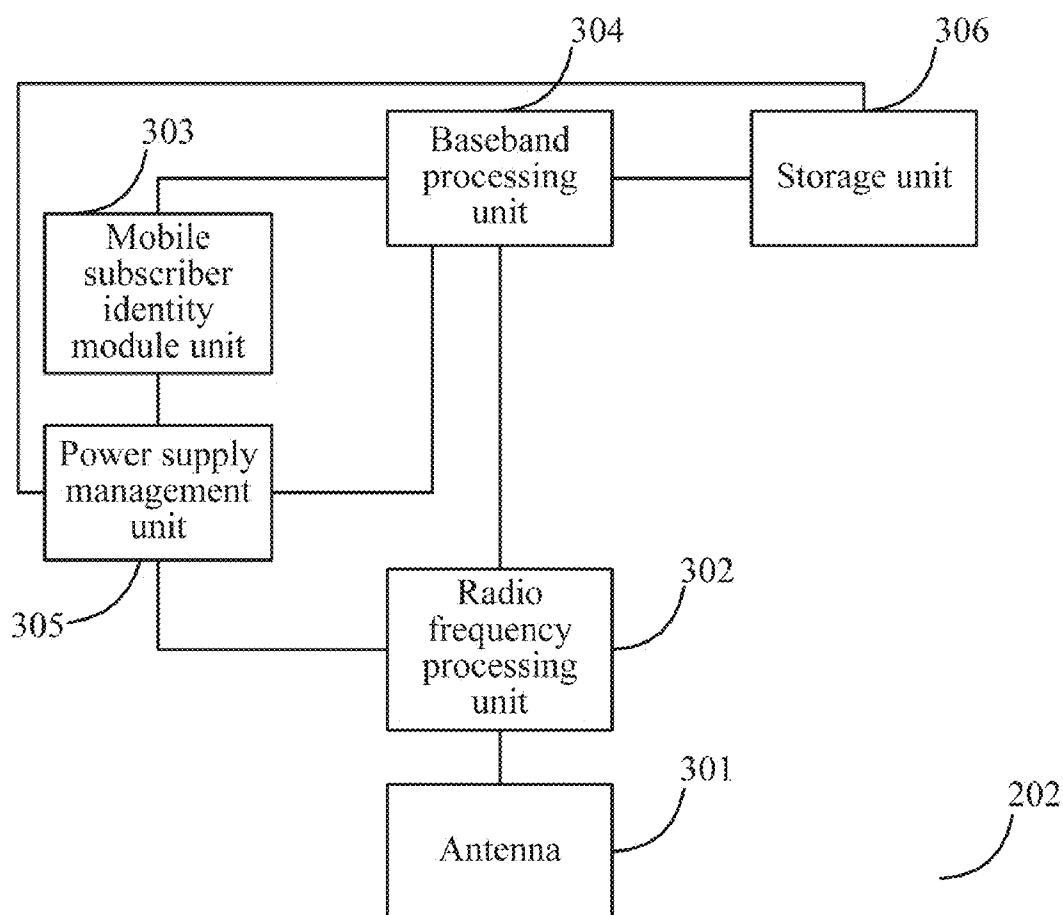 304
306
303
Baseband
processing
unit
Storage unit
Mobile
subscriber
identity
module unit
Power supply
management
unit
305
302
Radio
frequency
processing
unit
301
Antenna
202